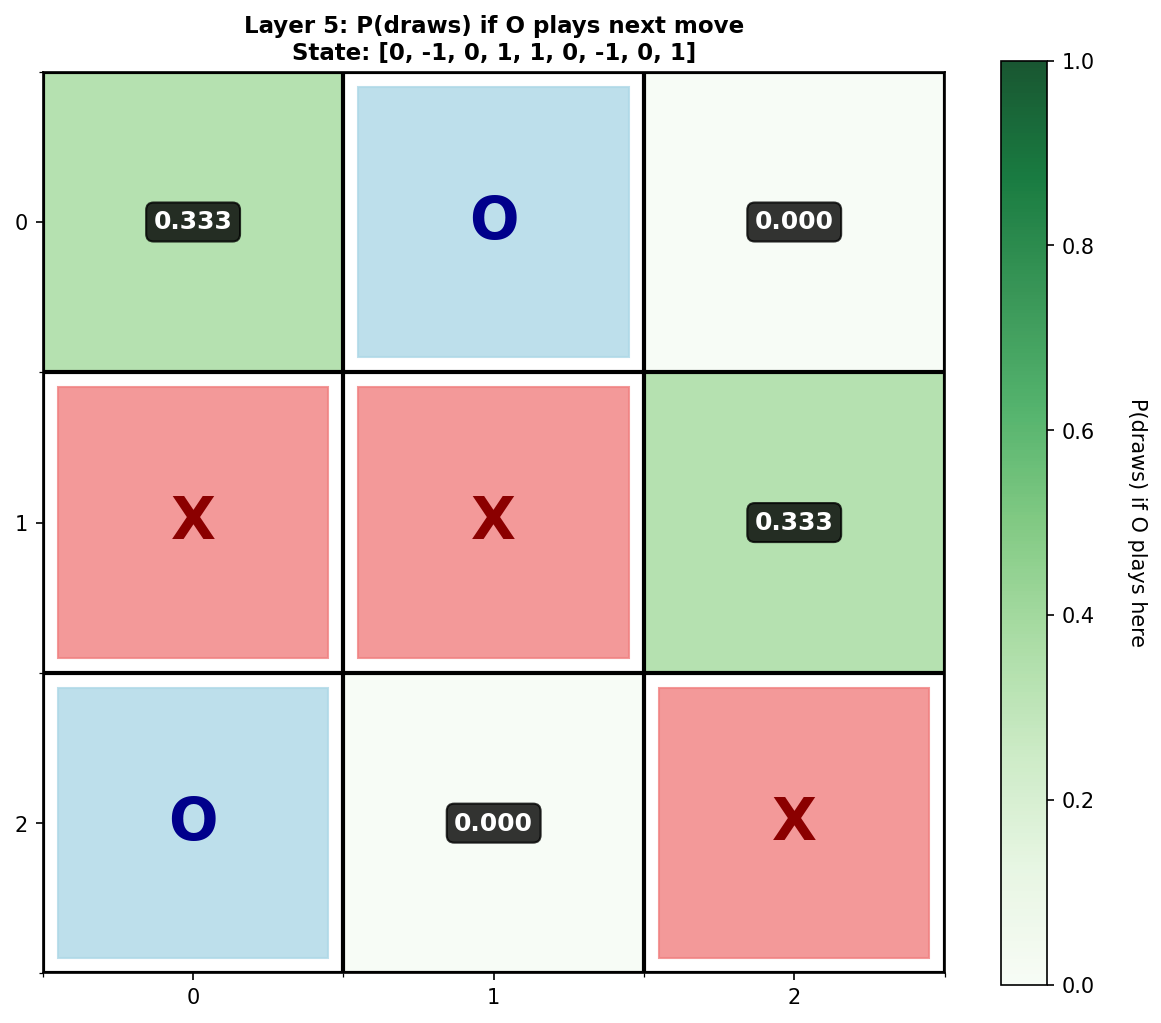 Layer 5: P(draws) if O plays next move
State: [0, -1, 0, 1, 1, 0, -1, 0, 1]
0.333 O 0.000
X X 0.333
O 0.000 X
0
1
2
0 1 2
1.0
0.8
0.6
0.4
0.2
0.0
P(draws) if O plays here